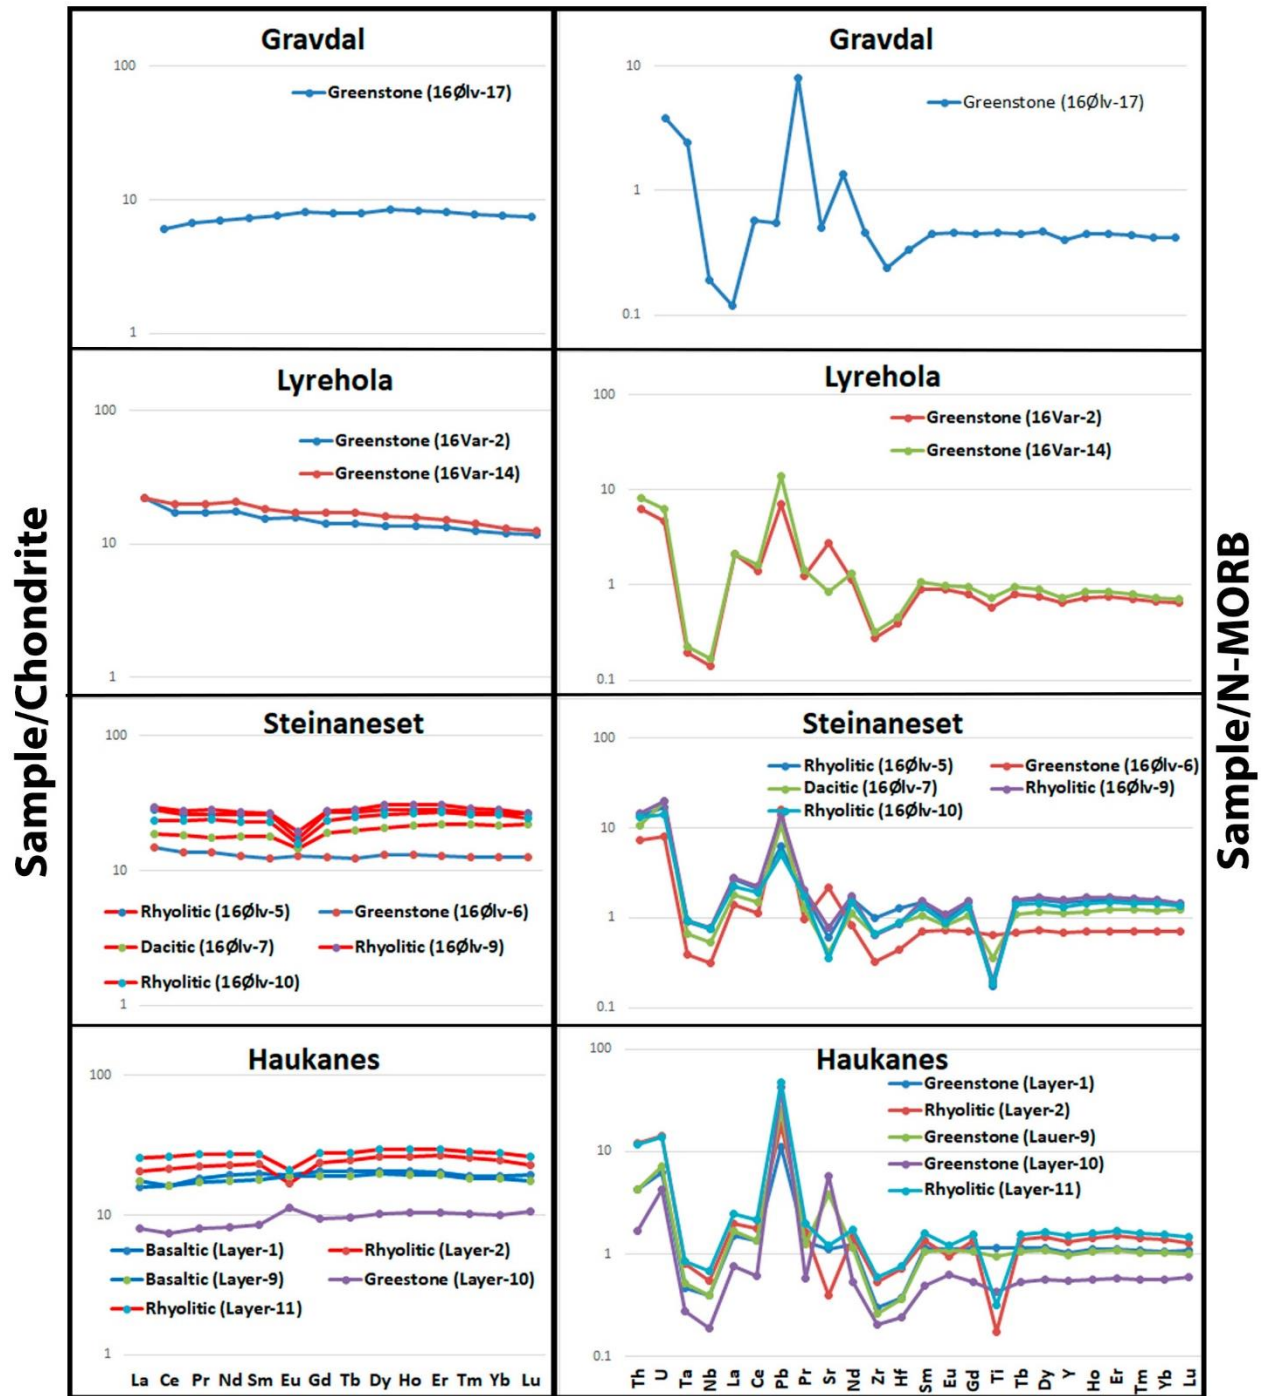 Sample/Chondrite
Sample/N-MORB
Gravdal
100
10
1
Greenstone (16Ølv-17)
Gravdal
10
1
0.1
Greenstone (16Ølv-17)
Lyrehola
100
10
1
Greenstone (16Var-2)
Greenstone (16Var-14)
Lyrehola
100
10
1
0.1
Greenstone (16Var-2)
Greenstone (16Var-14)
Steinaneset
100
10
1
Rhyolitic (16Ølv-5) Greenstone (16Ølv-6)
Dacitic (16Ølv-7) Rhyolitic (16Ølv-9)
Rhyolitic (16Ølv-10)
Steinaneset
100
10
1
0.1
Rhyolitic (16Ølv-5) Greenstone (16Ølv-6)
Dacitic (16Ølv-7) Rhyolitic (16Ølv-9)
Rhyolitic (16Ølv-10)
Haukanes
100
10
1
Basaltic (Layer-1) Rhyolitic (Layer-2)
Basaltic (Layer-9) Greestone (Layer-10)
Rhyolitic (Layer-11)
La Ce Pr Nd Sm Eu Gd Tb Dy Ho Er Tm Yb Lu
Haukanes
100
10
1
0.1
Greenstone (Layer-1)
Rhyolitic (Layer-2)
Greenstone (Lauer-9)
Greenstone (Layer-10)
Rhyolitic (Layer-11)
Th U Ta Nb La Ce Pb Pr Sr Nd Zr Hf Sm Eu Gd Ti Tb Dy Y Ho Er Tm Yb Lu